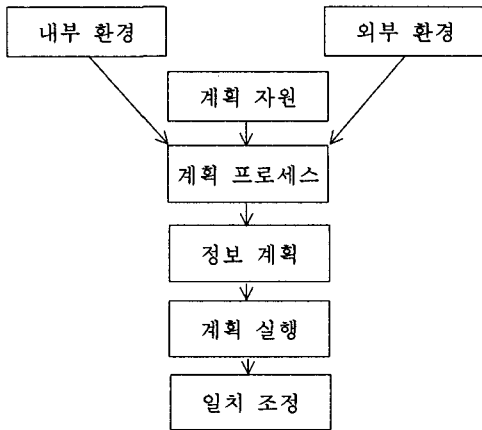 내부 환경
외부 환경
계획 자원
계획 프로세스
정보 계획
계획 실행
일치 조정